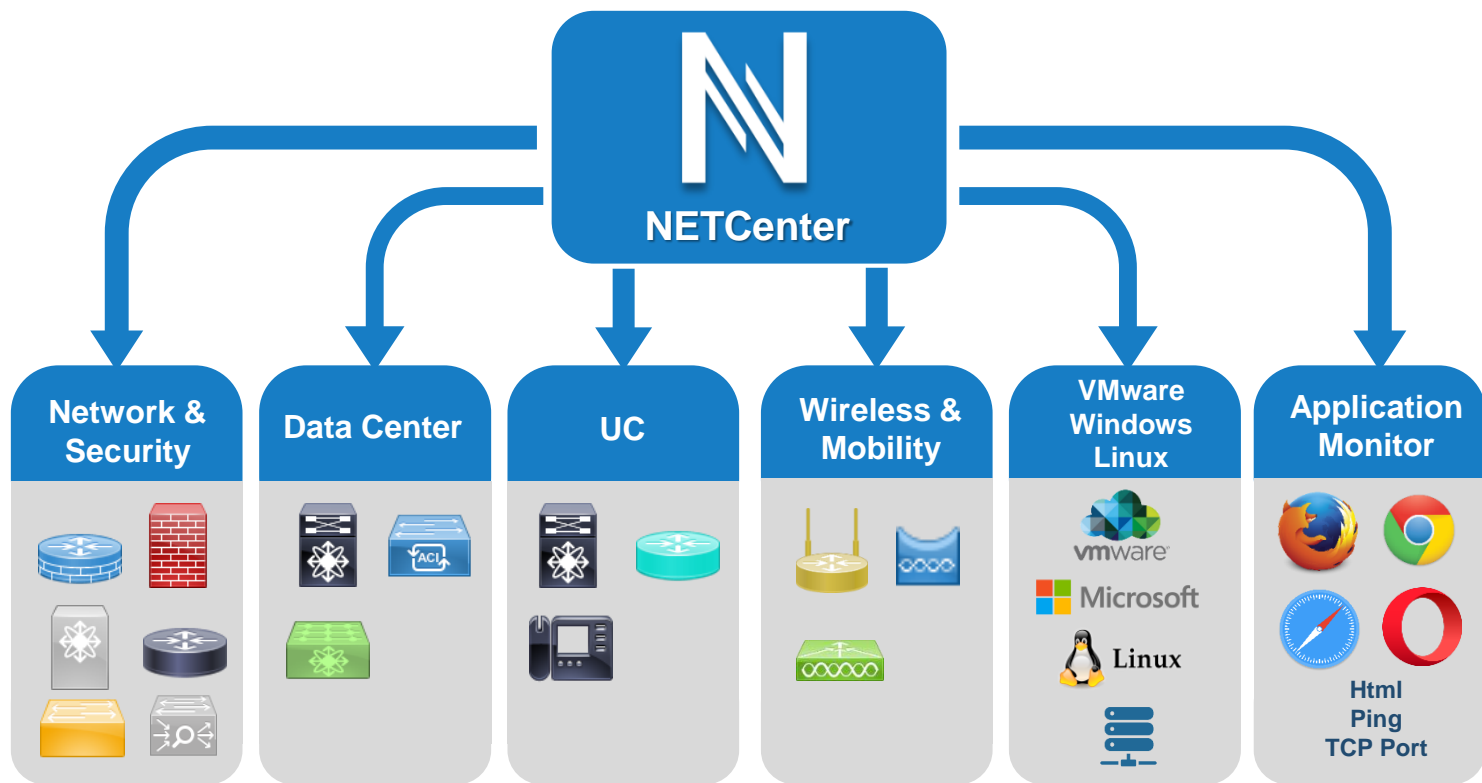 NETCenter
Network &
Security
Data Center
UC
Wireless &
Mobility
VMware
Windows
Linux
Application
Monitor
ACI
vmware
Microsoft
Linux
Html
Ping
TCP Port